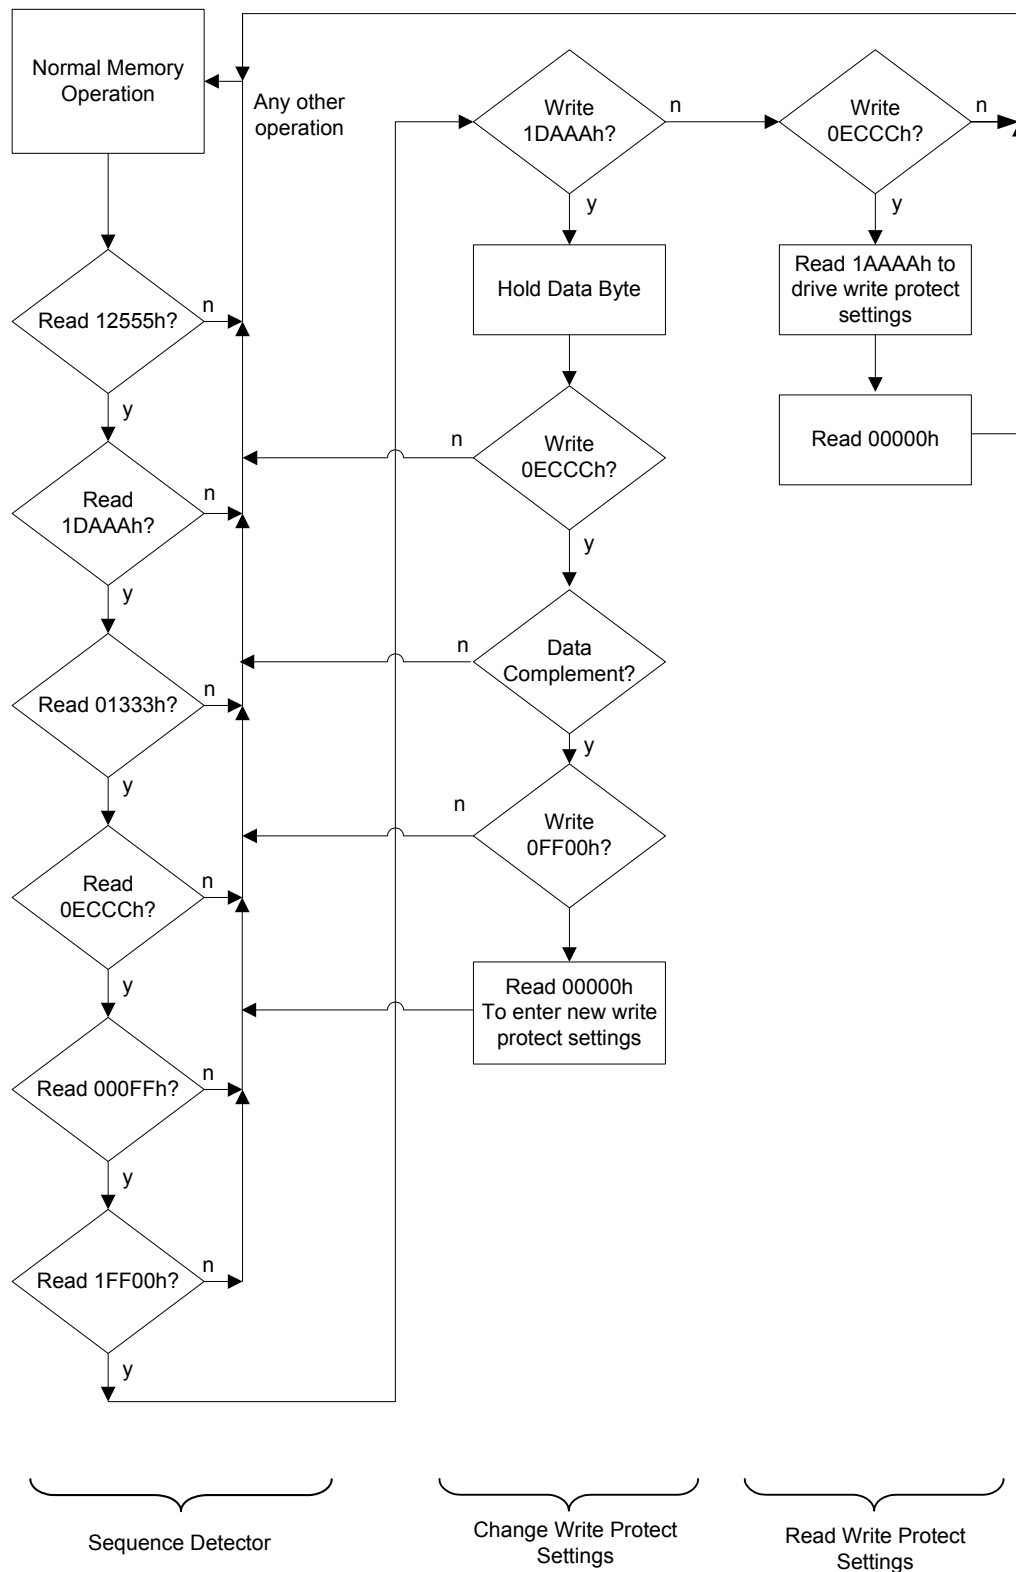 Normal Memory
Operation
Any other
operation
Read 12555h?
n
y
Read
1DAAAh?
n
y
Read 01333h?
n
y
Read
0ECCCh?
n
y
Read 000FFh?
n
y
Read 1FF00h?
n
y
Write
1DAAAh?
n
y
Hold Data Byte
Write
0ECCCh?
n
y
Data
Complement?
n
y
Write
0FF00h?
n
Read 00000h
To enter new write
protect settings
Write
0ECCCh?
n
y
Read 1AAAAh to
drive write protect
settings
Read 00000h
Sequence Detector
Change Write Protect
Settings
Read Write Protect
Settings